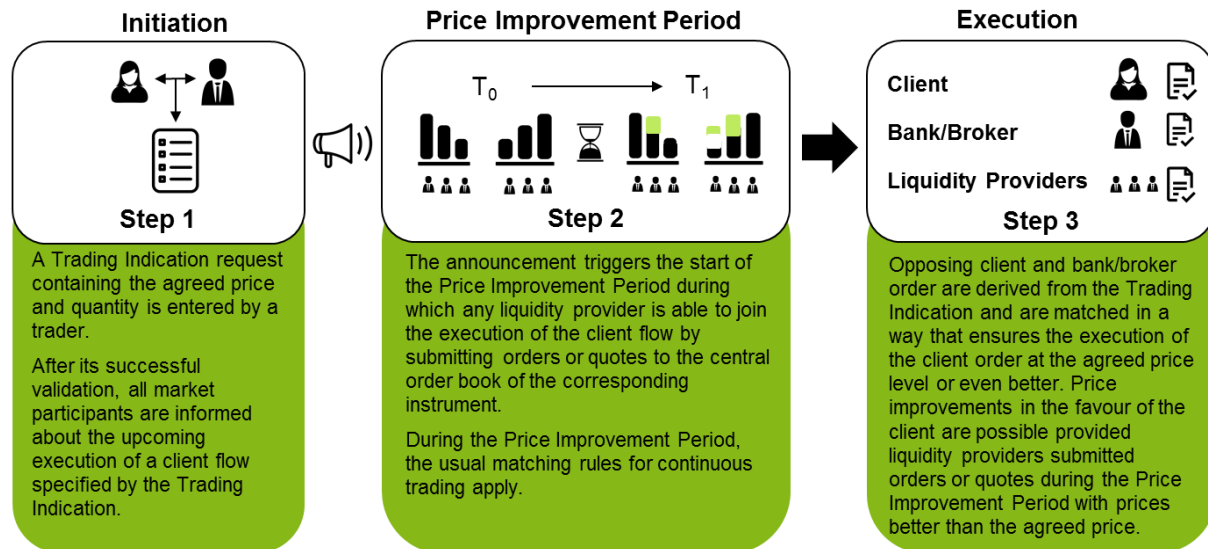 Initiation
Price Improvement Period
Execution
Step 1
A Trading Indication request
containing the agreed price
and quantity is entered by a
trader.
After its successful
validation, all market
participants are informed
about the upcoming
execution of a client flow
specified by the Trading
Indication.
T0
T1
Step 2
The announcement triggers the start of
the Price Improvement Period during
which any liquidity provider is able to join
the execution of the client flow by
submitting orders or quotes to the central
order book of the corresponding
instrument.
During the Price Improvement Period,
the usual matching rules for continuous
trading apply.
Client
Bank/Broker
Liquidity Providers
Step 3
Opposing client and bank/broker
order are derived from the Trading
Indication and are matched in a
way that ensures the execution of
the client order at the agreed price
level or even better. Price
improvements in the favour of the
client are possible provided
liquidity providers submitted
orders or quotes during the Price
Improvement Period with prices
better than the agreed price.